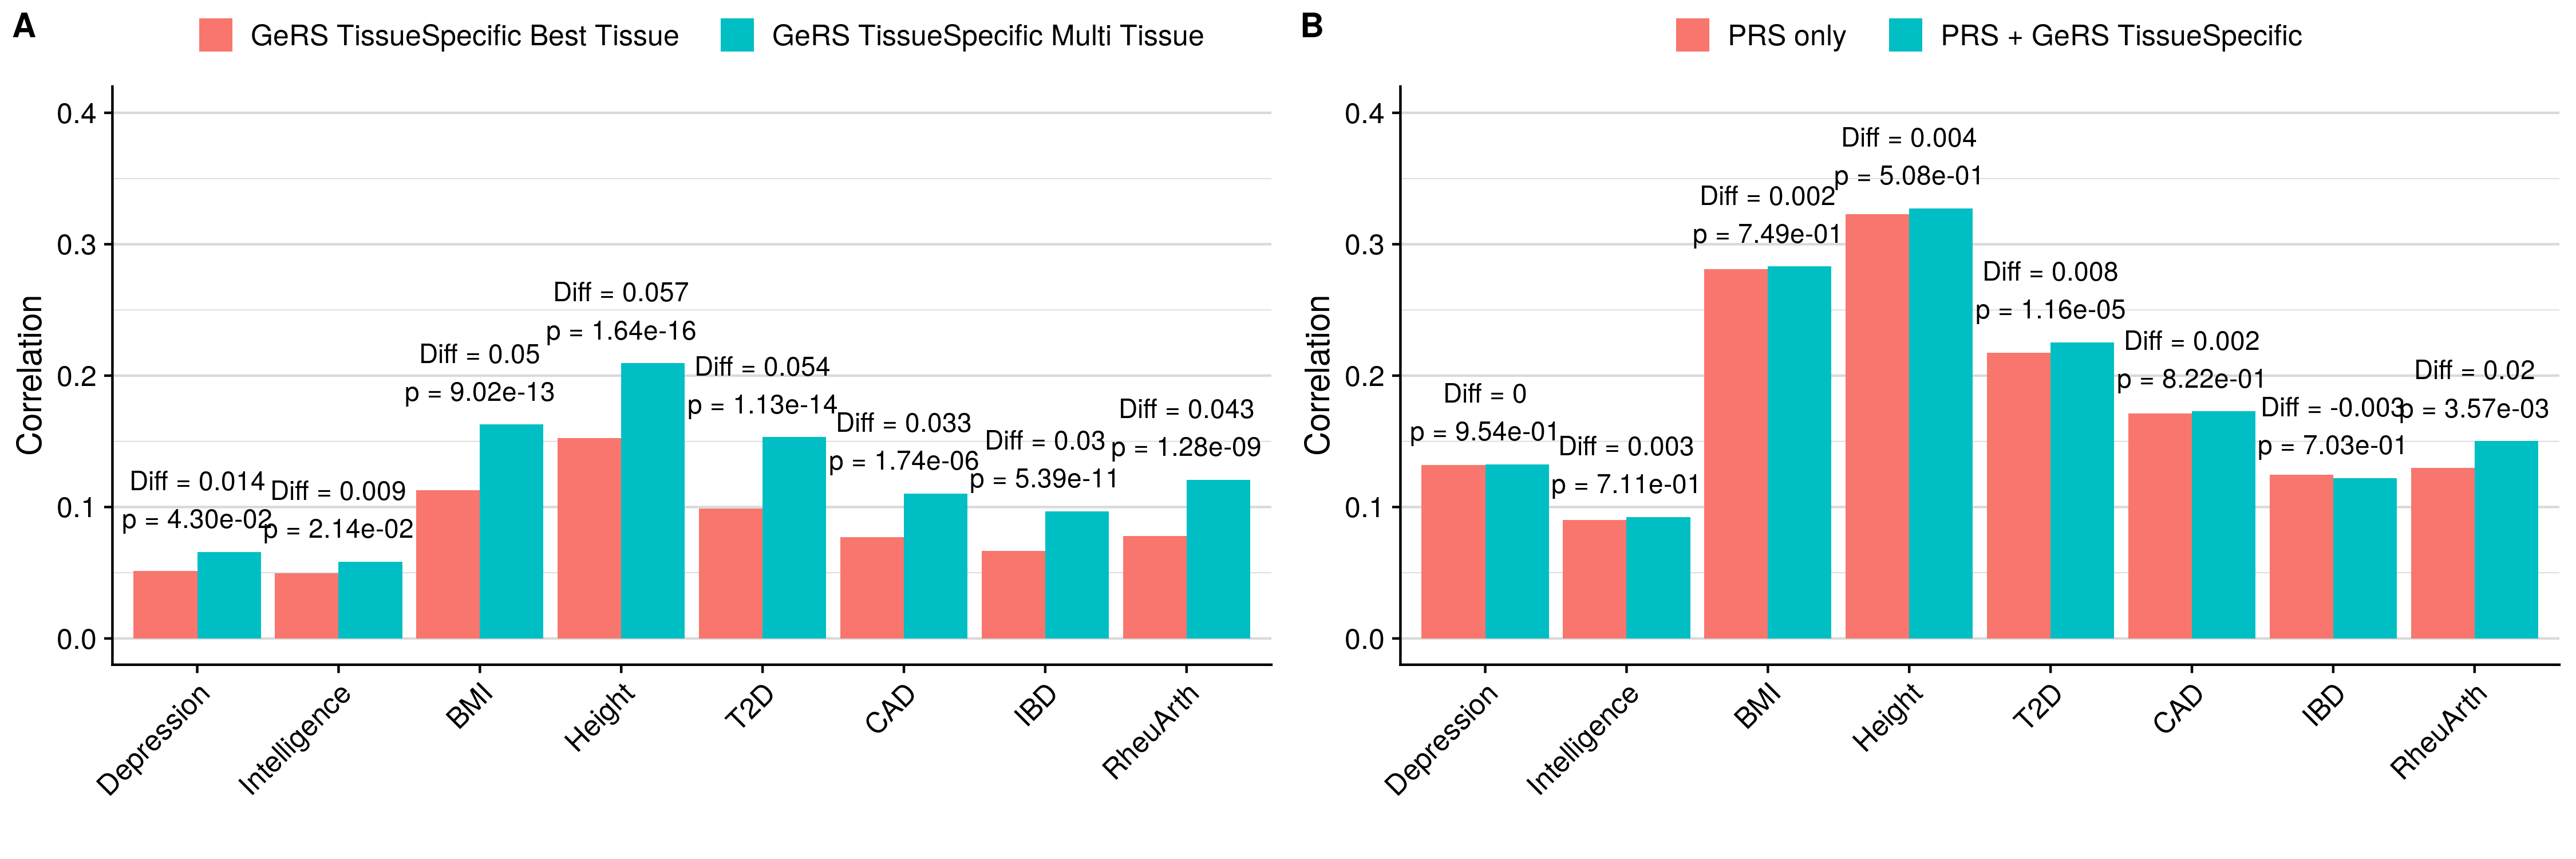 A
GeRS TissueSpecific Best Tissue
GeRS TissueSpecific Multi Tissue
Correlation
0.4
0.3
0.2
0.1
0.0
Diff = 0.014
p = 4.30e-02
Diff = 0.009
p = 2.14e-02
Diff = 0.05
p = 9.02e-13
Diff = 0.057
p = 1.64e-16
Diff = 0.054
p = 1.13e-14
Diff = 0.033
p = 1.74e-06
Diff = 0.03
p = 5.39e-11
Diff = 0.043
p = 1.28e-09
Depression
Intelligence
BMI
Height
T2D
CAD
IBD
RheuArth
B
PRS only
PRS + GeRS TissueSpecific
Correlation
0.4
0.3
0.2
0.1
0.0
Diff = 0
p = 9.54e-01
Diff = 0.003
p = 7.11e-01
Diff = 0.002
p = 7.49e-01
Diff = 0.004
p = 5.08e-01
Diff = 0.008
p = 1.16e-05
Diff = 0.002
p = 8.22e-01
Diff = -0.003
p = 7.03e-01
Diff = 0.02
p = 3.57e-03
Depression
Intelligence
BMI
Height
T2D
CAD
IBD
RheuArth